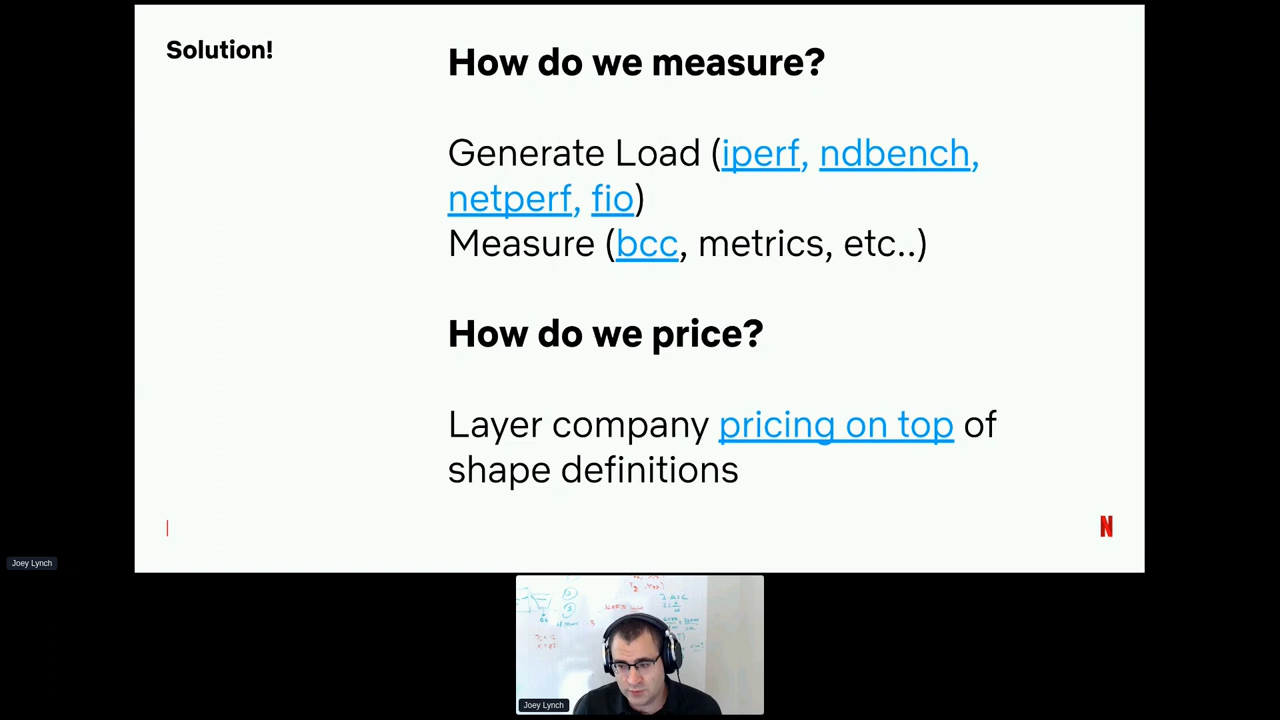 Solution!
How do we measure?
Generate Load (iperf, ndbench,
netperf, fio)
Measure (bcc, metrics, etc..)
How do we price?
Layer company pricing on top of
shape definitions
N
Joey Lynch
Joey Lynch